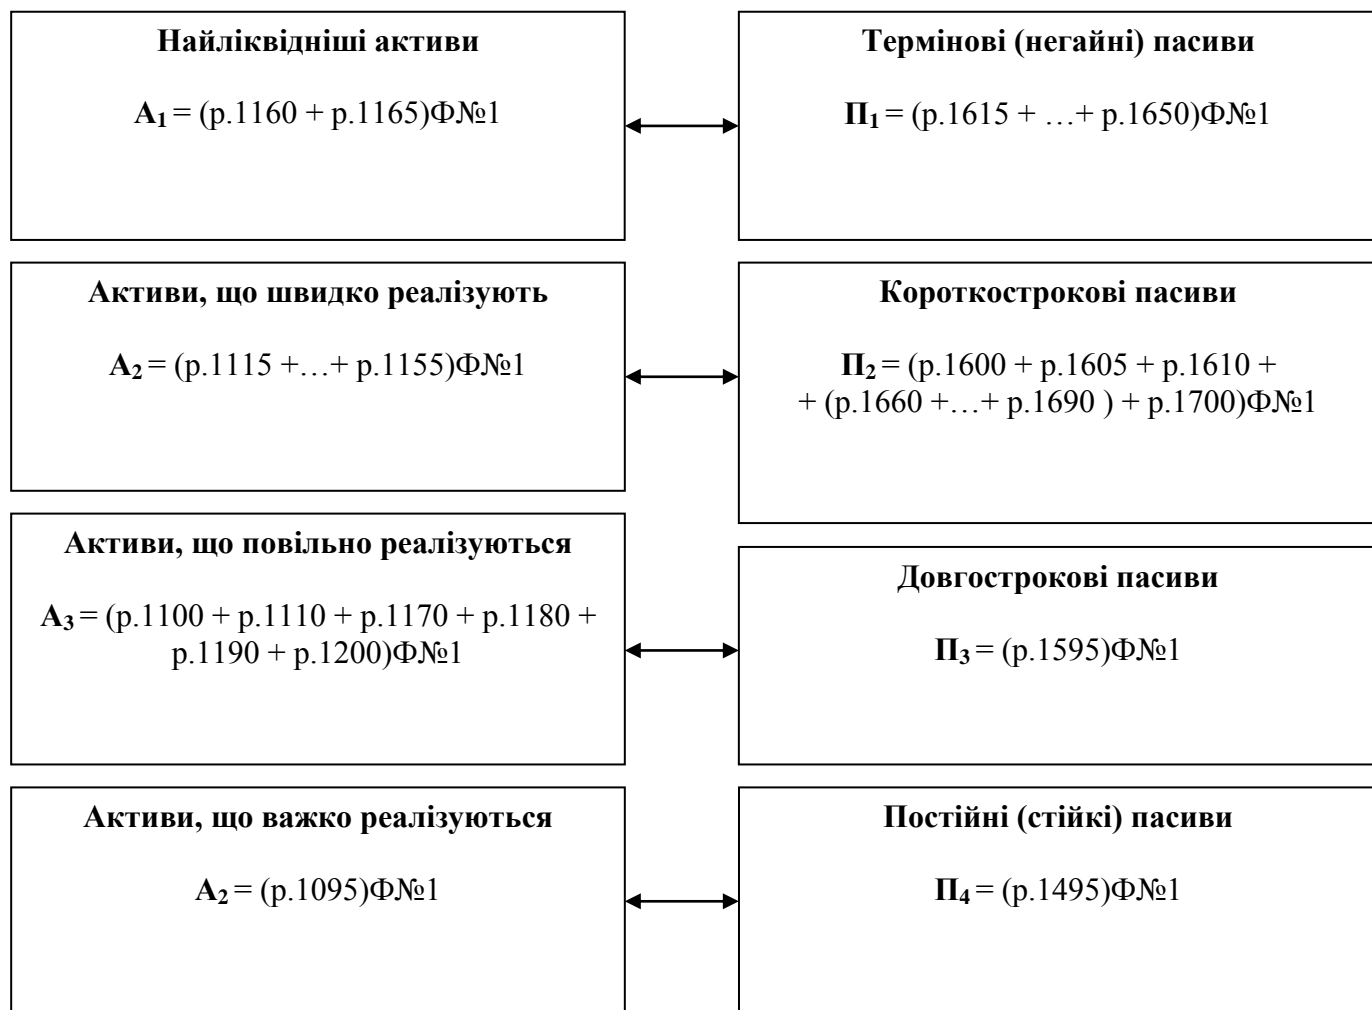 Найліквідніші активи
А₁ = (р.1160 + р.1165)Ф№1
Термінові (негайні) пасиви
П₁ = (р.1615 + …+ р.1650)Ф№1
Активи, що швидко реалізують
А₂ = (р.1115 +…+ р.1155)Ф№1
Короткострокові пасиви
П₂ = (р.1600 + р.1605 + р.1610 +
+ (р.1660 +…+ р.1690 ) + р.1700)Ф№1
Активи, що повільно реалізуються
А₃ = (р.1100 + р.1110 + р.1170 + р.1180 +
р.1190 + р.1200)Ф№1
Довгострокові пасиви
П₃ = (р.1595)Ф№1
Активи, що важко реалізуються
А₂ = (р.1095)Ф№1
Постійні (стійкі) пасиви
П₄ = (р.1495)Ф№1